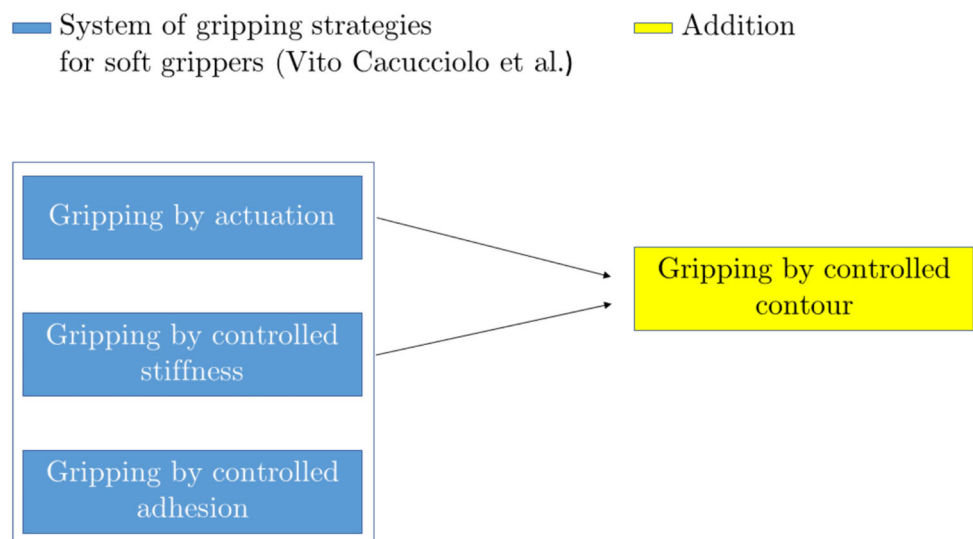 System of gripping strategies
for soft grippers (Vito Cacucciolo et al.)
Addition
Gripping by actuation
Gripping by controlled
stiffness
Gripping by controlled
adhesion
Gripping by controlled
contour